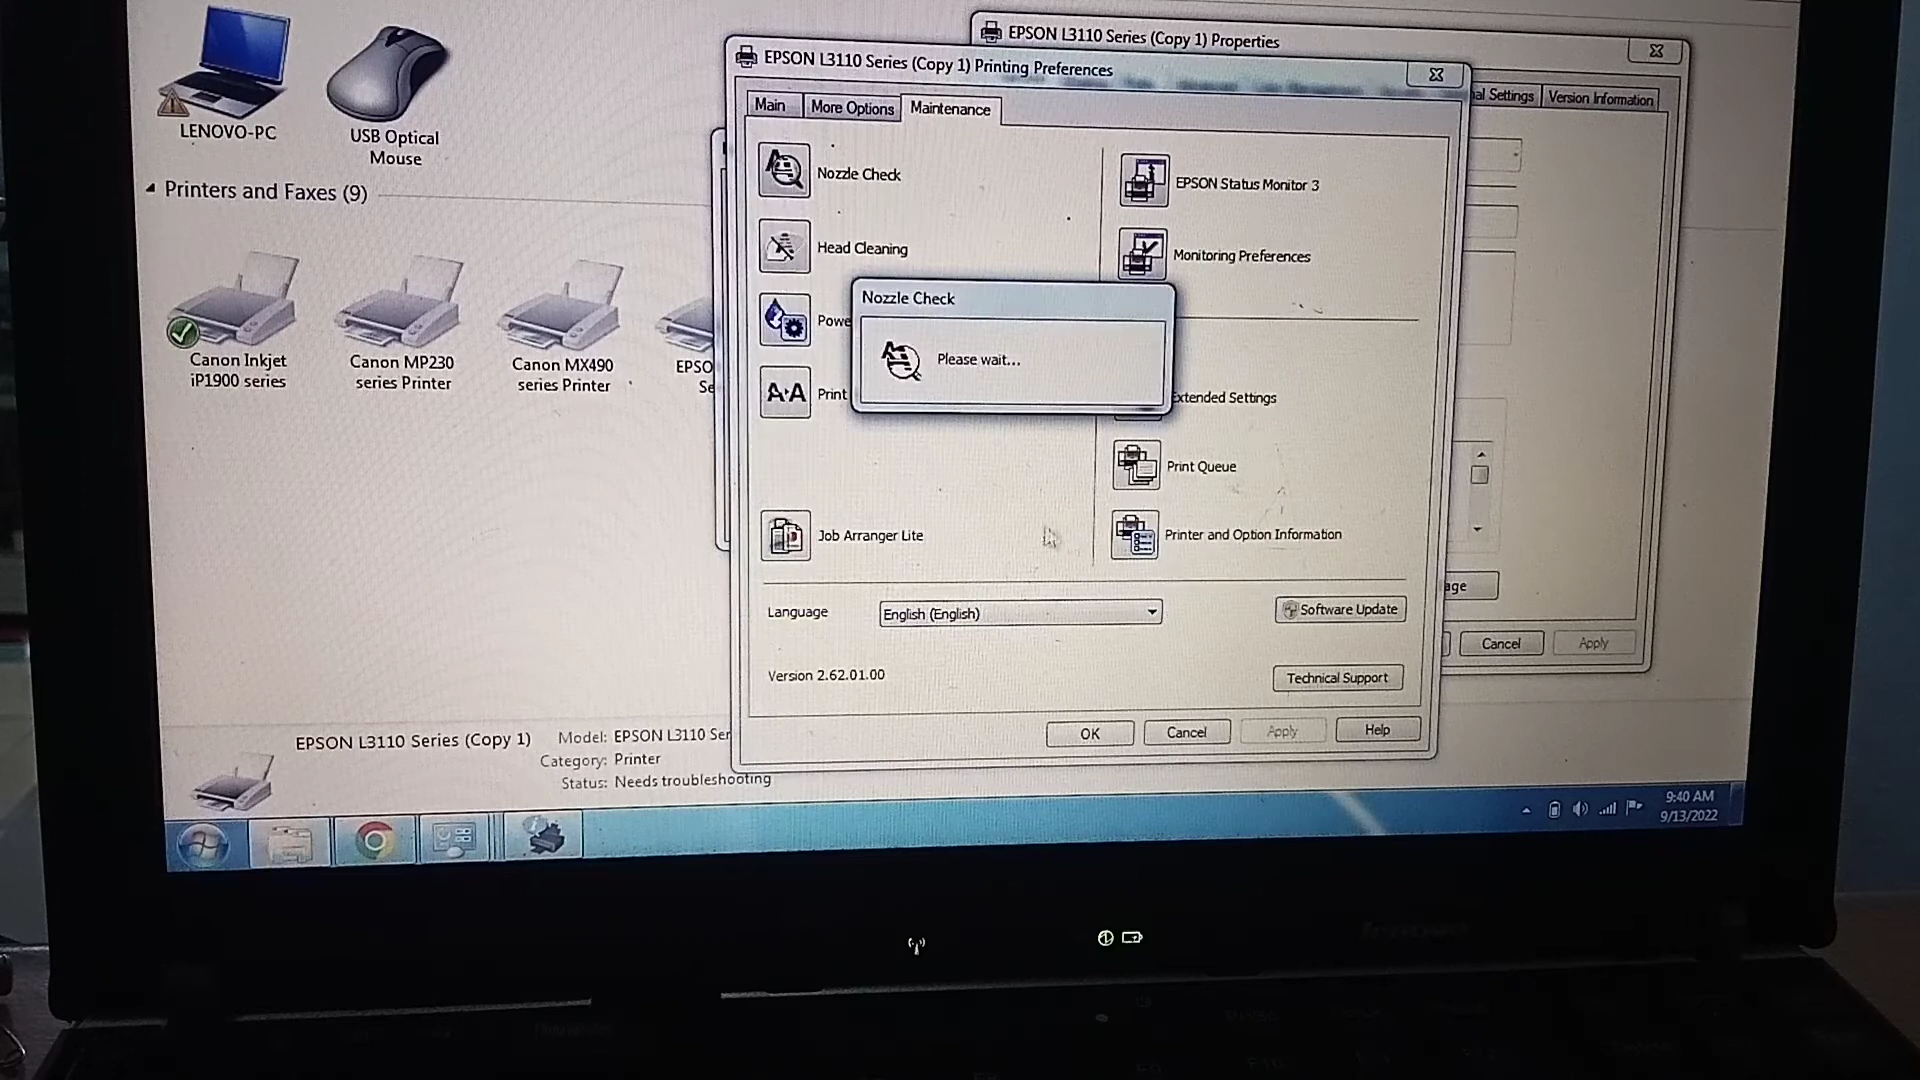 LENOVO-PC
USB Optical
Mouse
Printers and Faxes (9)
Canon Inkjet
iP1900 series
Canon MP230
series Printer
Canon MX490
series Printer
EPSO
Se
EPSON L3110 Series (Copy 1) Properties
al Settings
Version Information
age
Cancel
Apply
EPSON L3110 Series (Copy 1) Printing Preferences
Main
More Options
Maintenance
Nozzle Check
Head Cleaning
Powe
Print
Job Arranger Lite
EPSON Status Monitor 3
Monitoring Preferences
Extended Settings
Print Queue
Printer and Option Information
Nozzle Check
Please wait...
Language
English (English)
Software Update
Version 2.62.01.00
Technical Support
OK
Cancel
Apply
Help
EPSON L3110 Series (Copy 1)
Model: EPSON L3110 Ser
Category: Printer
Status: Needs troubleshooting
9:40 AM
9/13/2022